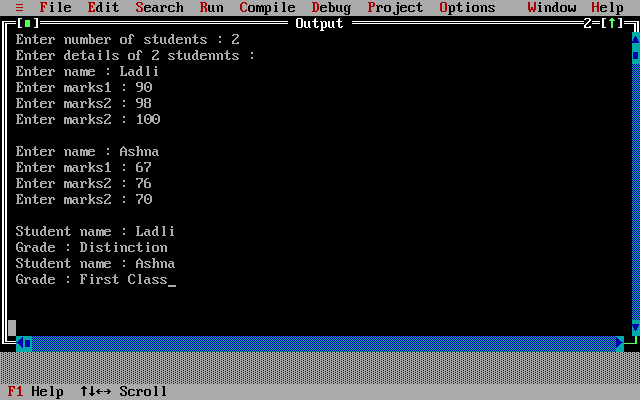 ≡ File Edit Search Run Compile Debug Project Options Window Help
[■] Output 2=[↑]
Enter number of students : 2
Enter details of 2 studennts :
Enter name : Ladli
Enter marks1 : 90
Enter marks2 : 98
Enter marks2 : 100
Enter name : Ashna
Enter marks1 : 67
Enter marks2 : 76
Enter marks2 : 70
Student name : Ladli
Grade : Distinction
Student name : Ashna
Grade : First Class_
F1 Help ↑↓←→ Scroll